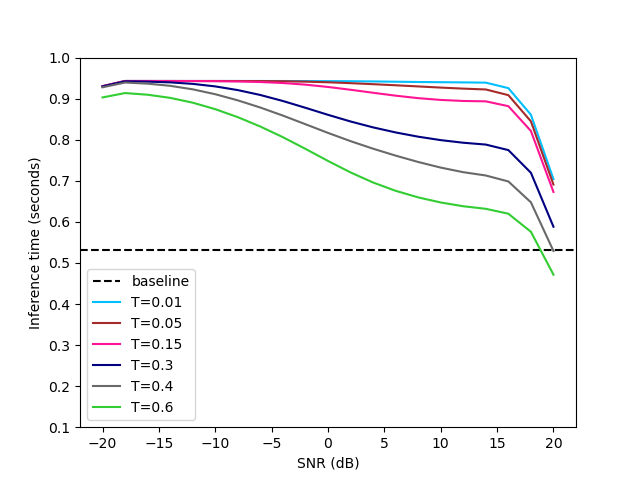 1.0
0.9
0.8
0.7
0.6
0.5
0.4
0.3
0.2
0.1
Inference time (seconds)
baseline
T=0.01
T=0.05
T=0.15
T=0.3
T=0.4
T=0.6
−20 −15 −10 −5 0 5 10 15 20
SNR (dB)